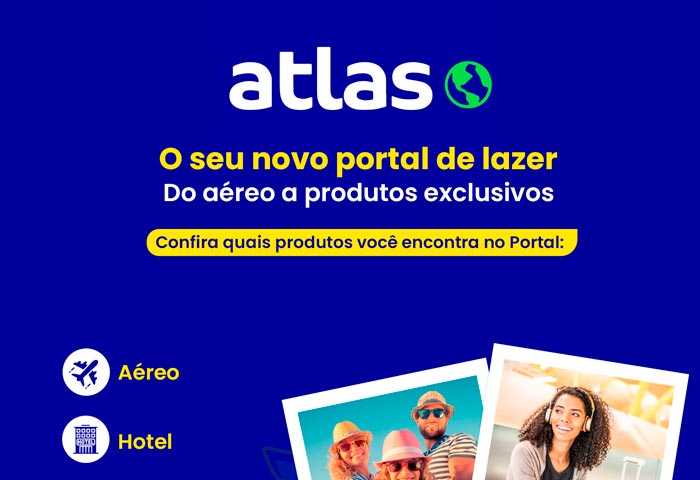 atlas
O seu novo portal de lazer
Do aéreo a produtos exclusivos
Confira quais produtos você encontra no Portal:
Aéreo
Hotel